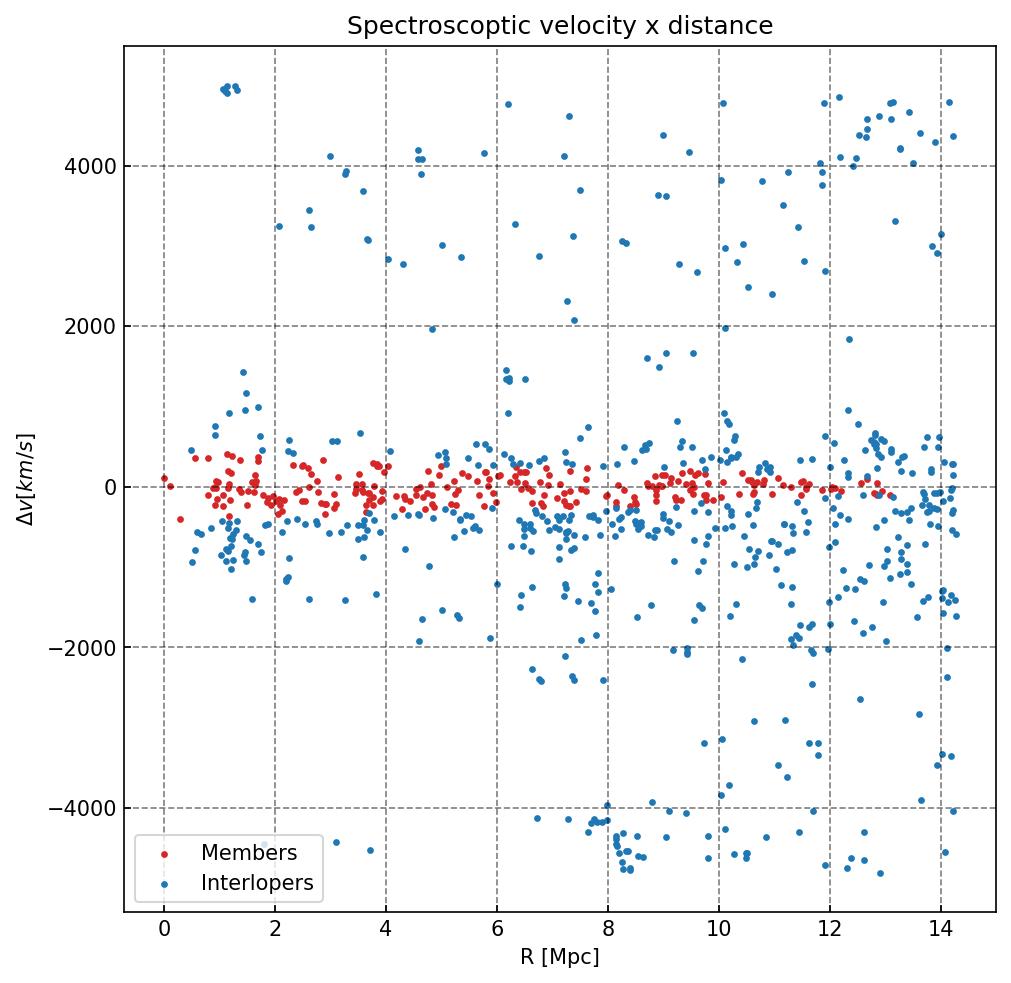 Spectroscoptic velocity x distance
Δv[km/s]
4000
2000
0
−2000
−4000
Members
Interlopers
0 2 4 6 8 10 12 14
R [Mpc]